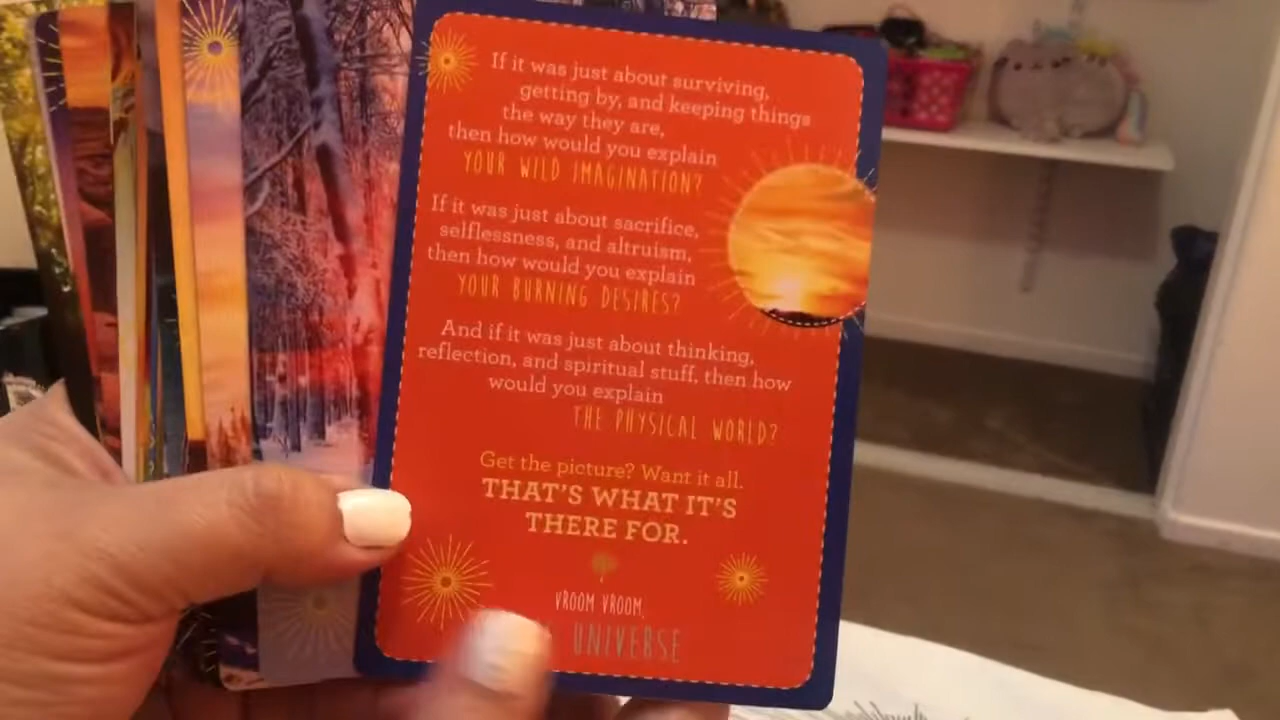 If it was just about surviving,
getting by, and keeping things
the way they are,
then how would you explain
YOUR WILD IMAGINATION?
If it was just about sacrifice,
selflessness, and altruism,
then how would you explain
YOUR BURNING DESIRES?
And if it was just about thinking,
reflection, and spiritual stuff, then how
would you explain
THE PHYSICAL WORLD?
Get the picture? Want it all.
THAT'S WHAT IT'S
THERE FOR.
VROOM VROOM,
UNIVERSE